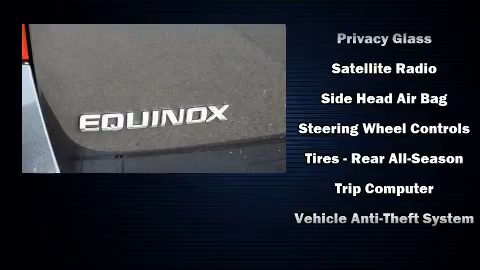 EQUINOX
Privacy Glass
Satellite Radio
Side Head Air Bag
Steering Wheel Controls
Tires - Rear All-Season
Trip Computer
Vehicle Anti-Theft System